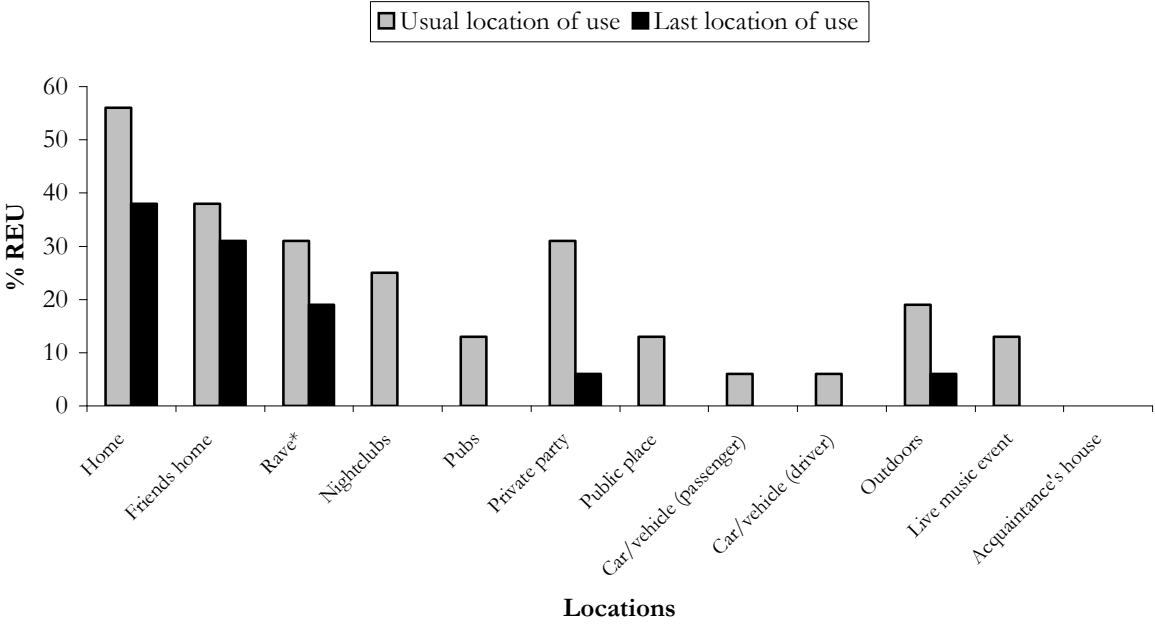 Usual location of use Last location of use
60
50
40
30
20
10
0
% REU
Home
Friends home
Rave*
Nightclubs
Pubs
Private party
Public place
Car/vehicle (passenger)
Car/vehicle (driver)
Outdoors
Live music event
Acquaintance's house
Locations